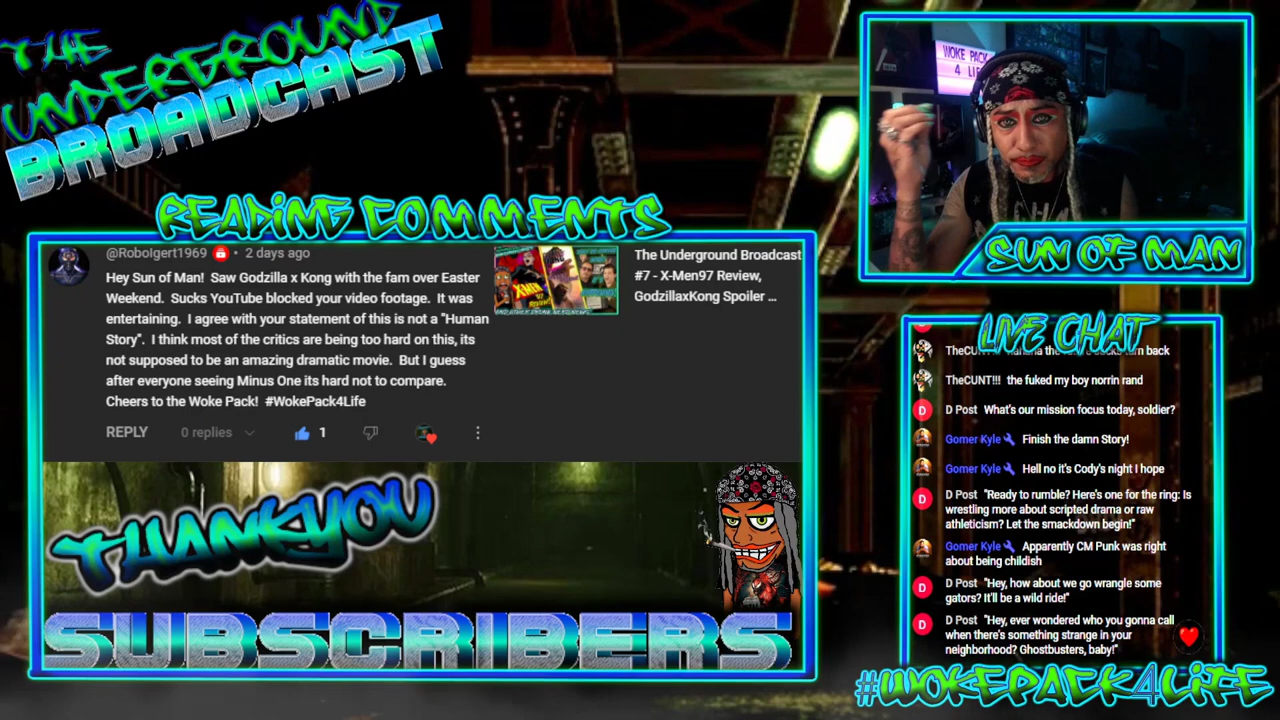 THE
UNDERGROUND
BROADCAST
WOKE PACK
4
SUN OF MAN
READING COMMENTS
@RoboIgert1969 • 2 days ago
Hey Sun of Man! Saw Godzilla x Kong with the fam over Easter
Weekend. Sucks YouTube blocked your video footage. It was
entertaining. I agree with your statement of this is not a "Human
Story". I think most of the critics are being too hard on this, its
not supposed to be an amazing dramatic movie. But I guess
after everyone seeing Minus One its hard not to compare.
Cheers to the Woke Pack! #WokePack4Life
REPLY 0 replies 1
The Underground Broadcast
#7 - X-Men97 Review,
GodzillaxKong Spoiler ...
THANKYOU
SUBSCRIBERS
LIVE CHAT
back
TheCUNT!!! the fuked my boy norrin rand
D Post What's our mission focus today, soldier?
Gomer Kyle Finish the damn Story!
Gomer Kyle Hell no it's Cody's night I hope
D Post "Ready to rumble? Here's one for the ring: Is
wrestling more about scripted drama or raw
athleticism? Let the smackdown begin!"
Gomer Kyle Apparently CM Punk was right
about being childish
D Post "Hey, how about we go wrangle some
gators? It'll be a wild ride!"
D Post "Hey, ever wondered who you gonna call
when there's something strange in your
neighborhood? Ghostbusters, baby!"
#WOKEPACK4LIFE